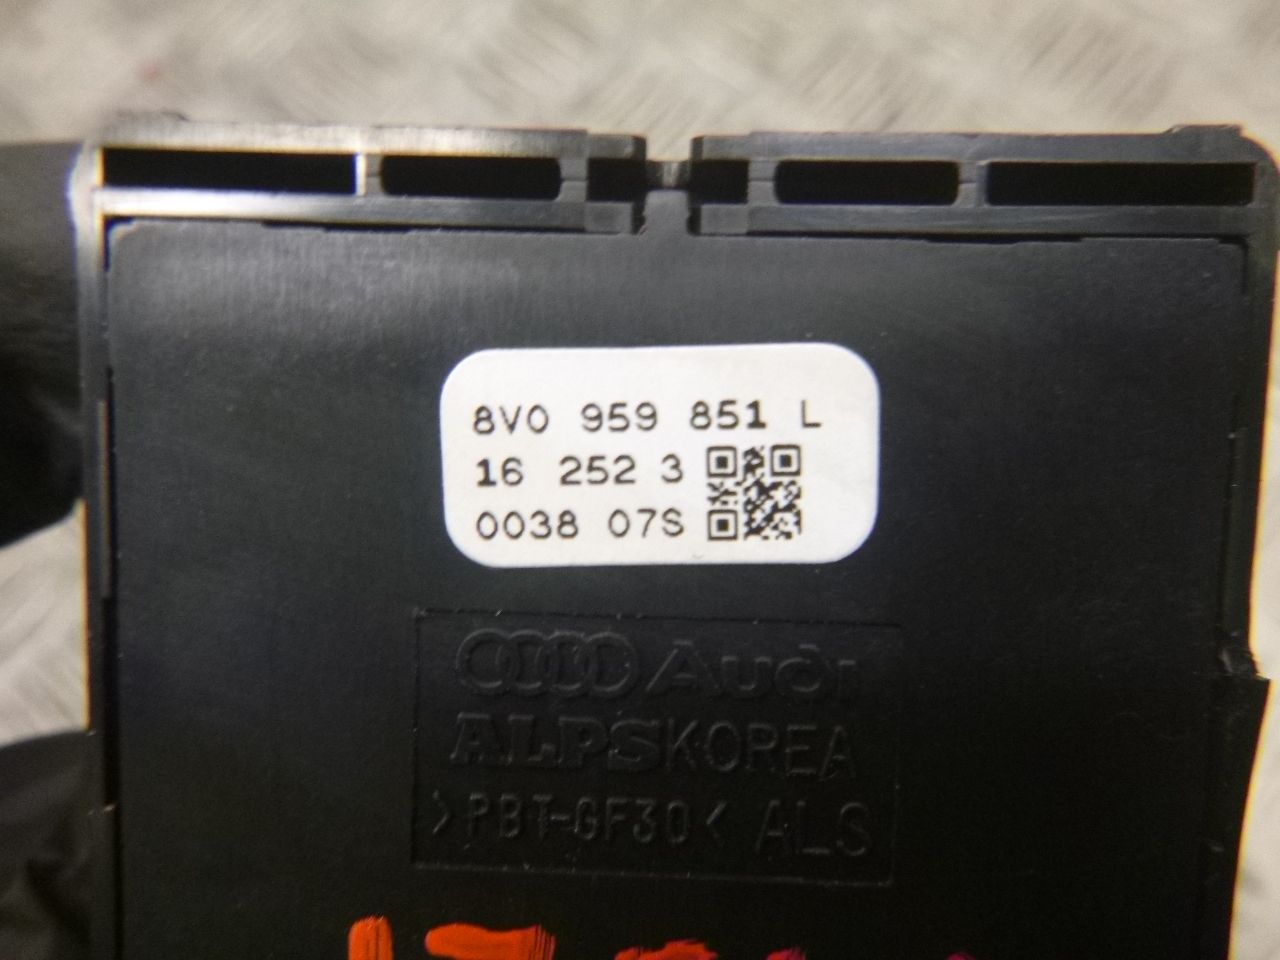 8V0 959 851 L
16 252 3
0038 07S
Audi
ALPSKOREA
>PBT-GF30< ALS